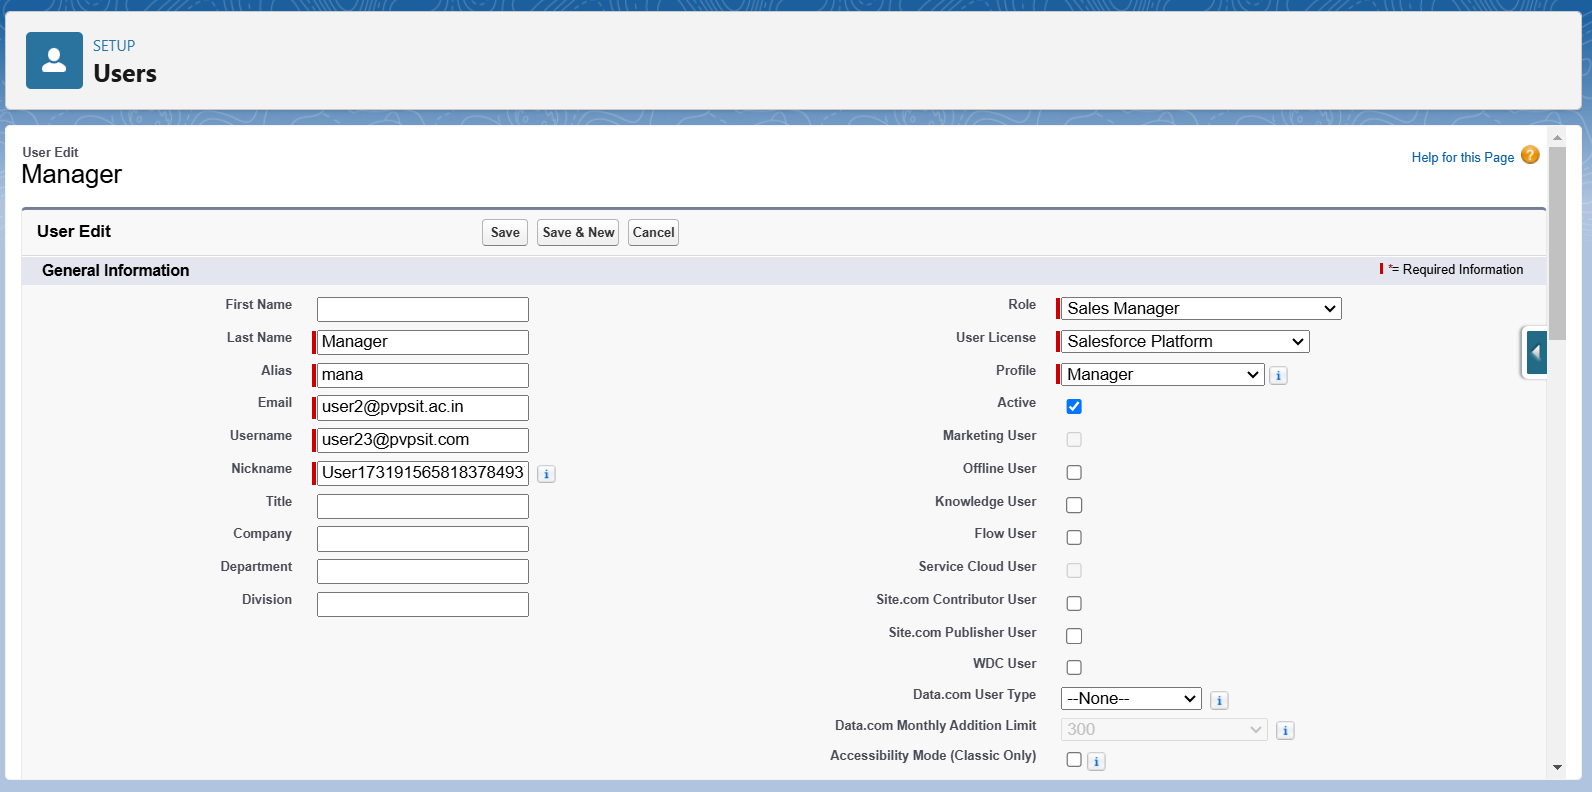 SETUP
Users
User Edit
Manager
Help for this Page ?
User Edit
Save
Save & New
Cancel
General Information
*= Required Information
First Name
Last Name Manager
Alias mana
Email user2@pvpsit.ac.in
Username user23@pvpsit.com
Nickname User173191565818378493
Title
Company
Department
Division
Role Sales Manager
User License Salesforce Platform
Profile Manager
Active
Marketing User
Offline User
Knowledge User
Flow User
Service Cloud User
Site.com Contributor User
Site.com Publisher User
WDC User
Data.com User Type --None--
Data.com Monthly Addition Limit 300
Accessibility Mode (Classic Only)